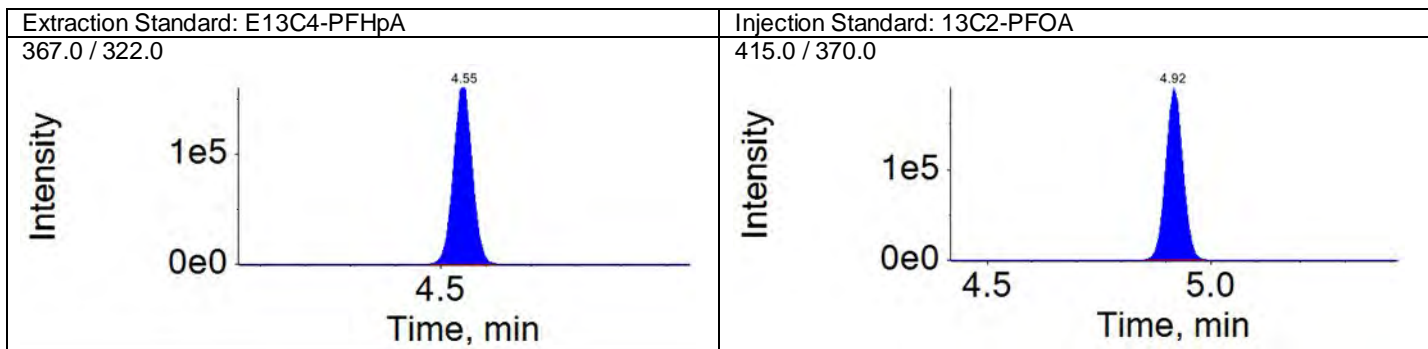 Extraction Standard: E13C4-PFHpA
367.0 / 322.0
4.55
Intensity
1e5
0e0
4.5
Time, min
Injection Standard: 13C2-PFOA
415.0 / 370.0
4.92
Intensity
1e5
0e0
4.5 5.0
Time, min